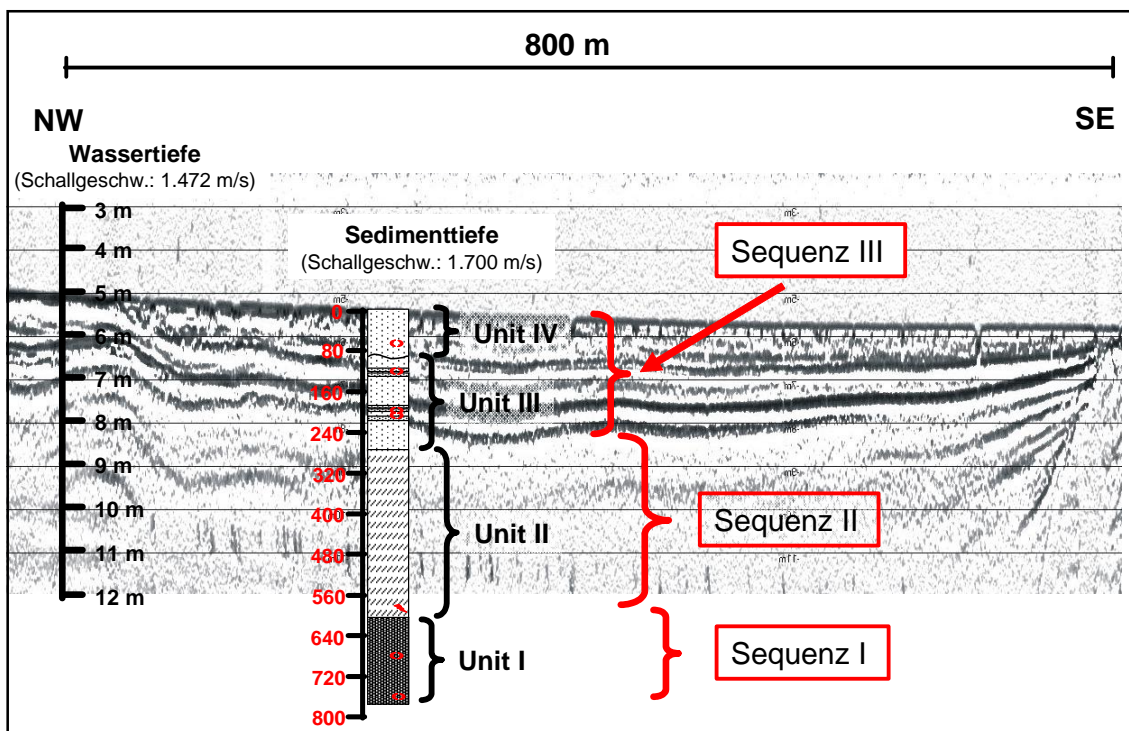 800 m
NW
SE
Wassertiefe
(Schallgeschw.: 1.472 m/s)
3 m
4 m
5 m
6 m
7 m
8 m
9 m
10 m
11 m
12 m
Sedimenttiefe
(Schallgeschw.: 1.700 m/s)
0
80
160
240
320
400
480
560
640
720
800
Unit IV
Unit III
Unit II
Unit I
Sequenz III
Sequenz II
Sequenz I